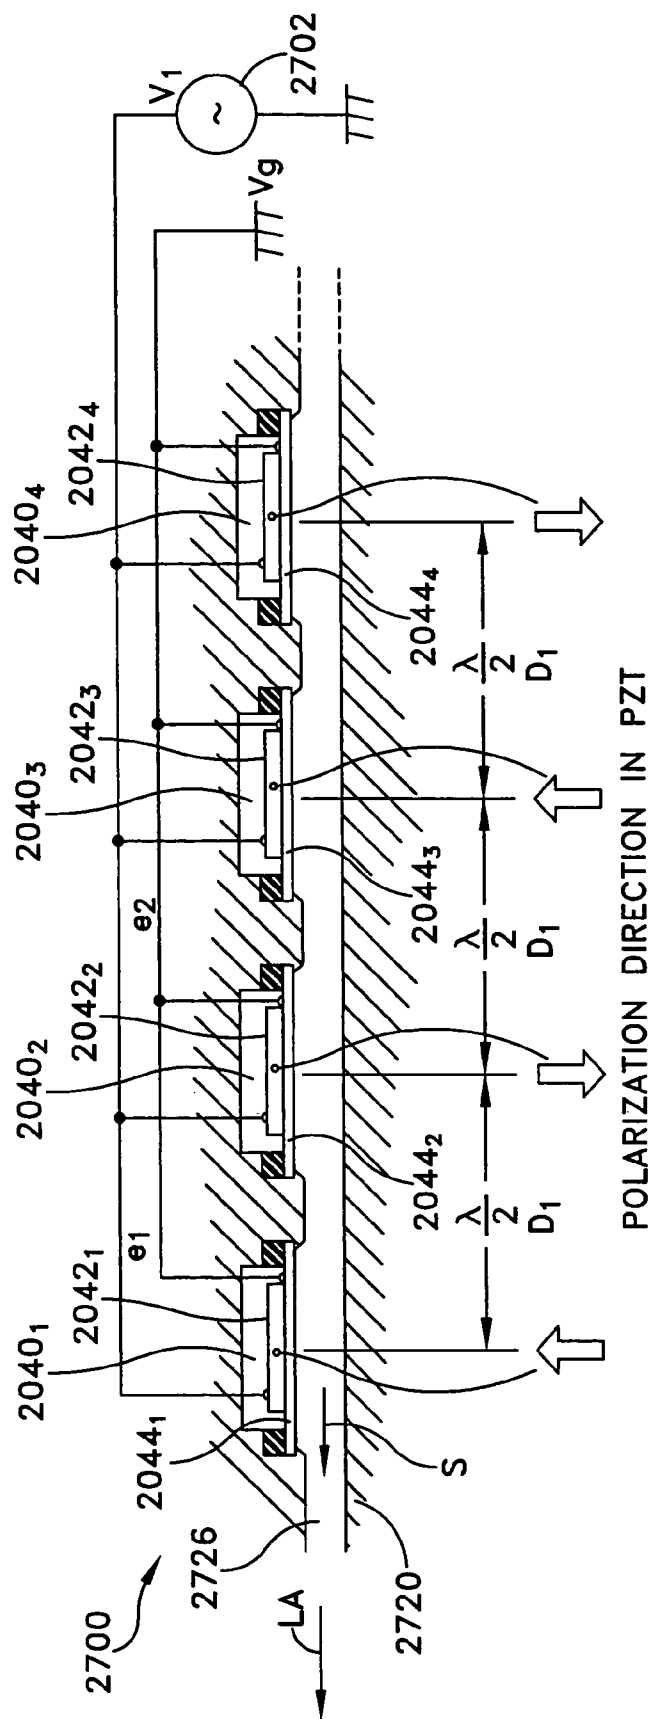 2700
LA
2726
2720
S
2040₁
2042₁
2044₁
e1
2040₂
2042₂
2044₂
e2
2040₃
2042₃
2044₃
2040₄
2042₄
2044₄
V₁
~
2702
Vg
λ/2
D₁
λ/2
D₁
λ/2
D₁
POLARIZATION DIRECTION IN PZT